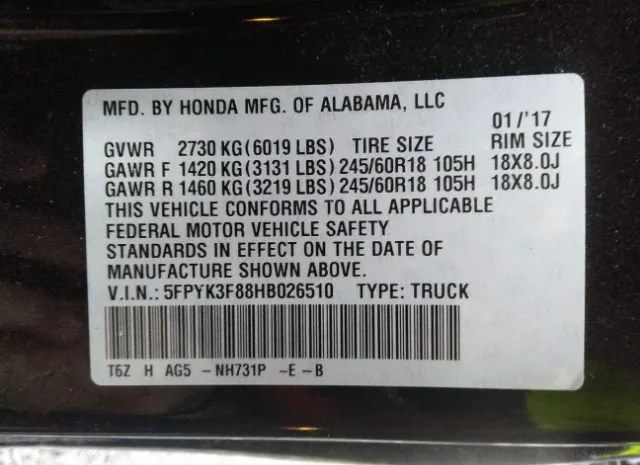 MFD. BY HONDA MFG. OF ALABAMA, LLC
01/'17
GVWR 2730 KG(6019 LBS) TIRE SIZE RIM SIZE
GAWR F 1420 KG(3131 LBS) 245/60R18 105H 18X8.0J
GAWR R 1460 KG(3219 LBS) 245/60R18 105H 18X8.0J
THIS VEHICLE CONFORMS TO ALL APPLICABLE
FEDERAL MOTOR VEHICLE SAFETY
STANDARDS IN EFFECT ON THE DATE OF
MANUFACTURE SHOWN ABOVE.
V.I.N.: 5FPYK3F88HB026510 TYPE: TRUCK
T6Z H AG5 - NH731P -E-B